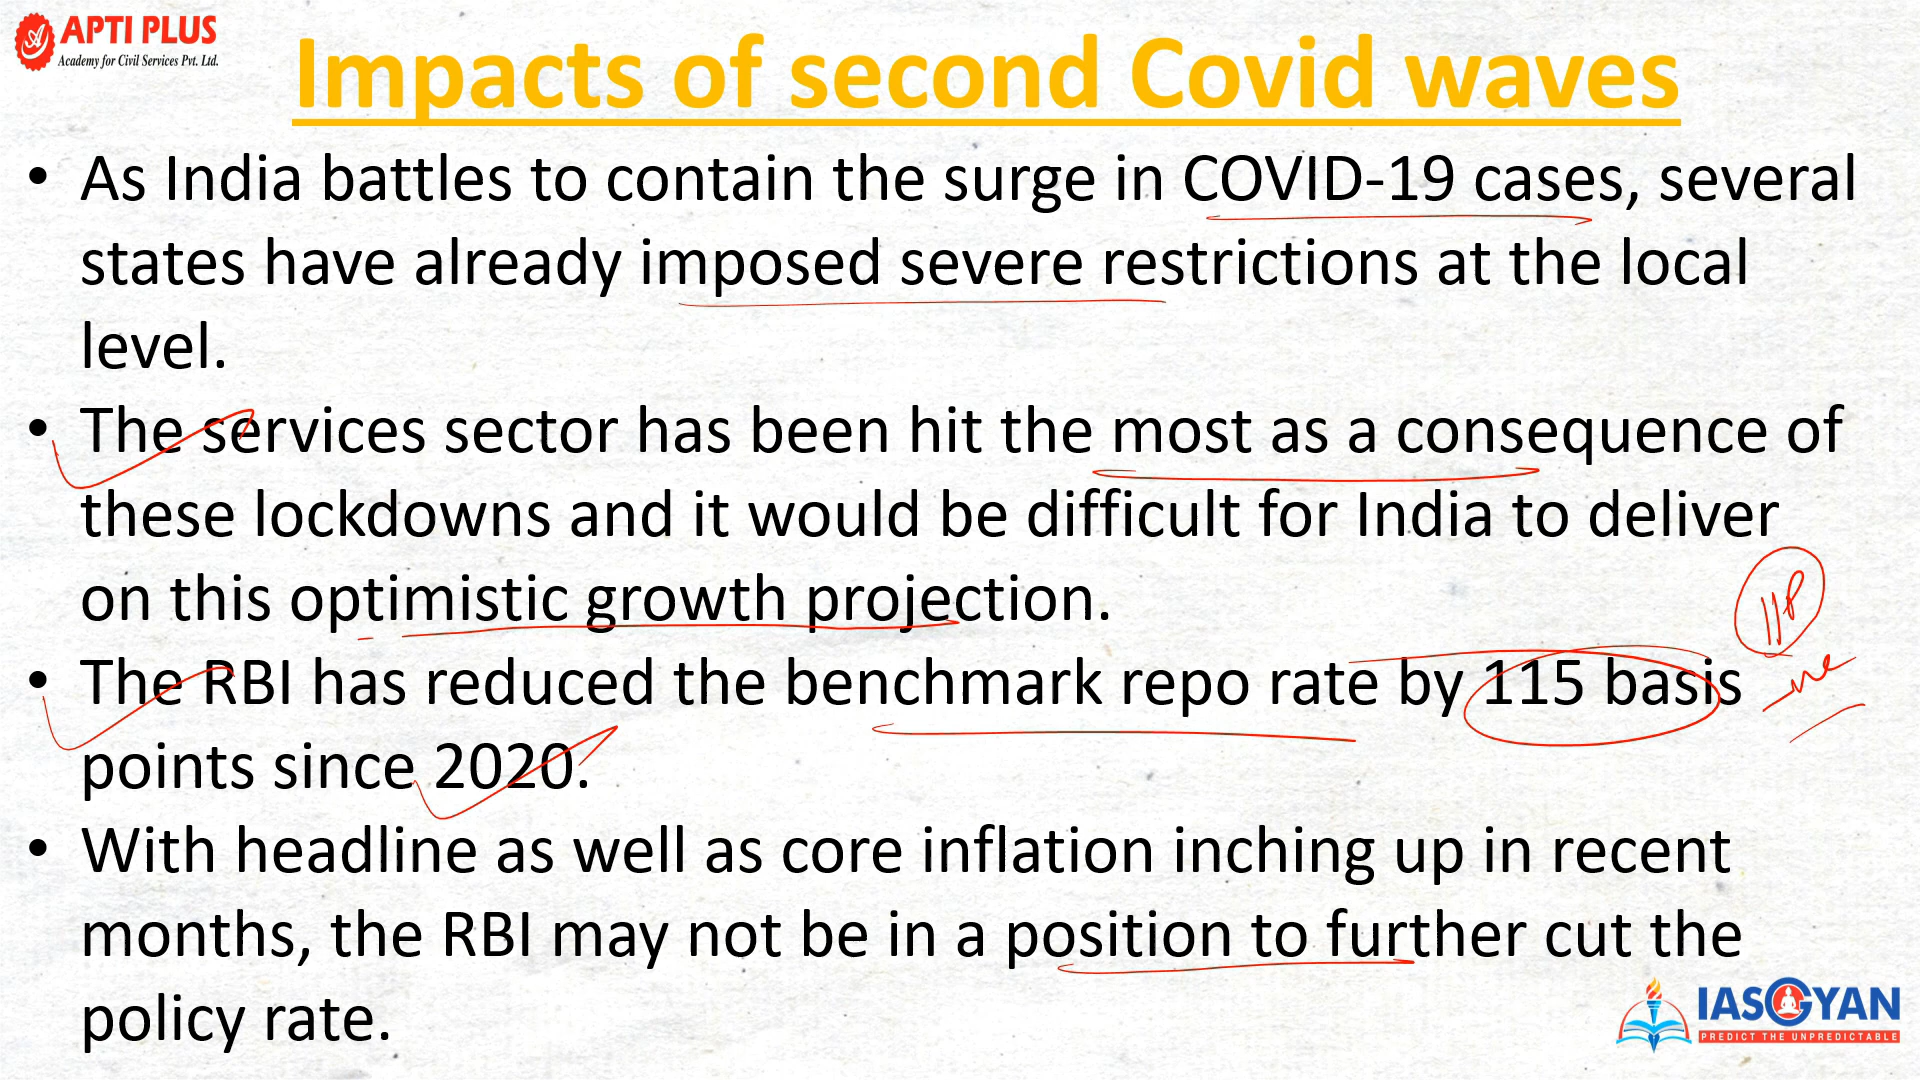 APTI PLUS
Academy for Civil Services Pvt. Ltd.
Impacts of second Covid waves
• As India battles to contain the surge in COVID-19 cases, several
states have already imposed severe restrictions at the local
level.
• The services sector has been hit the most as a consequence of
these lockdowns and it would be difficult for India to deliver
on this optimistic growth projection.
IIP
• The RBI has reduced the benchmark repo rate by 115 basis
-ve
points since 2020.
• With headline as well as core inflation inching up in recent
months, the RBI may not be in a position to further cut the
policy rate.
IASGYAN
PREDICT THE UNPREDICTABLE